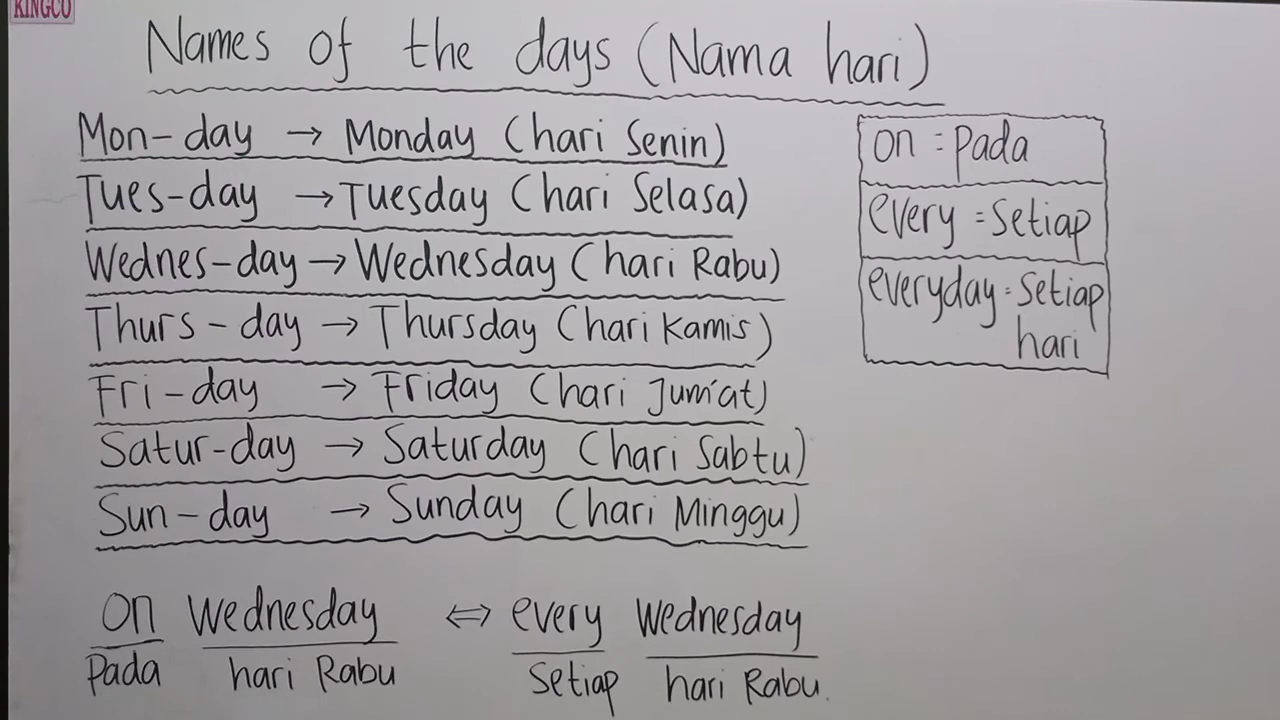 KINGCO
Names of the days (Nama hari)
Mon-day → Monday (hari Senin)
Tues-day → Tuesday (hari Selasa)
Wednes-day → Wednesday (hari Rabu)
Thurs-day → Thursday (hari Kamis)
Fri-day → Friday (hari Jum'at)
Satur-day → Saturday (hari Sabtu)
Sun-day → Sunday (hari Minggu)
on = pada
every = Setiap
everyday = Setiap
hari
on Wednesday ⇔ every Wednesday
Pada hari Rabu Setiap hari Rabu.